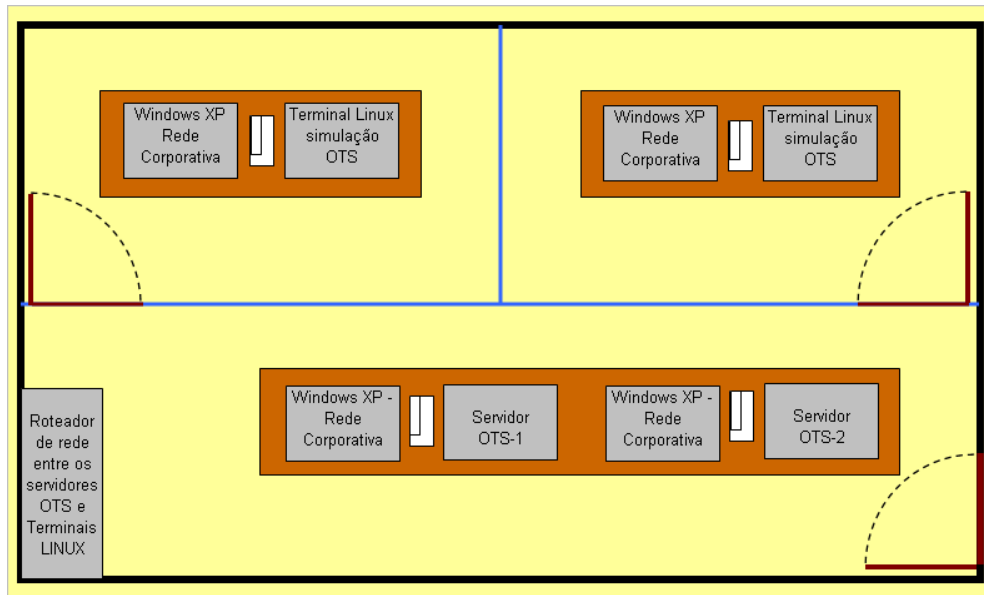 Windows XP
Rede
Corporativa
Terminal Linux
simulação
OTS
Windows XP
Rede
Corporativa
Terminal Linux
simulação
OTS
Windows XP -
Rede
Corporativa
Servidor
OTS-1
Windows XP -
Rede
Corporativa
Servidor
OTS-2
Roteador
de rede
entre os
servidores
OTS e
Terminais
LINUX